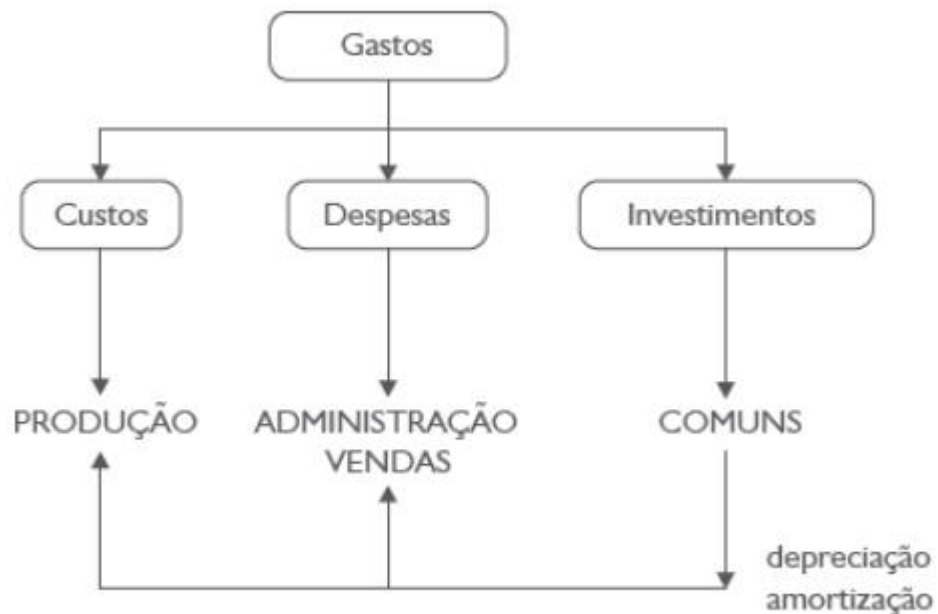 Gastos
Custos
Despesas
Investimentos
PRODUÇÃO
ADMINISTRAÇÃO
VENDAS
COMUNS
depreciação
amortização